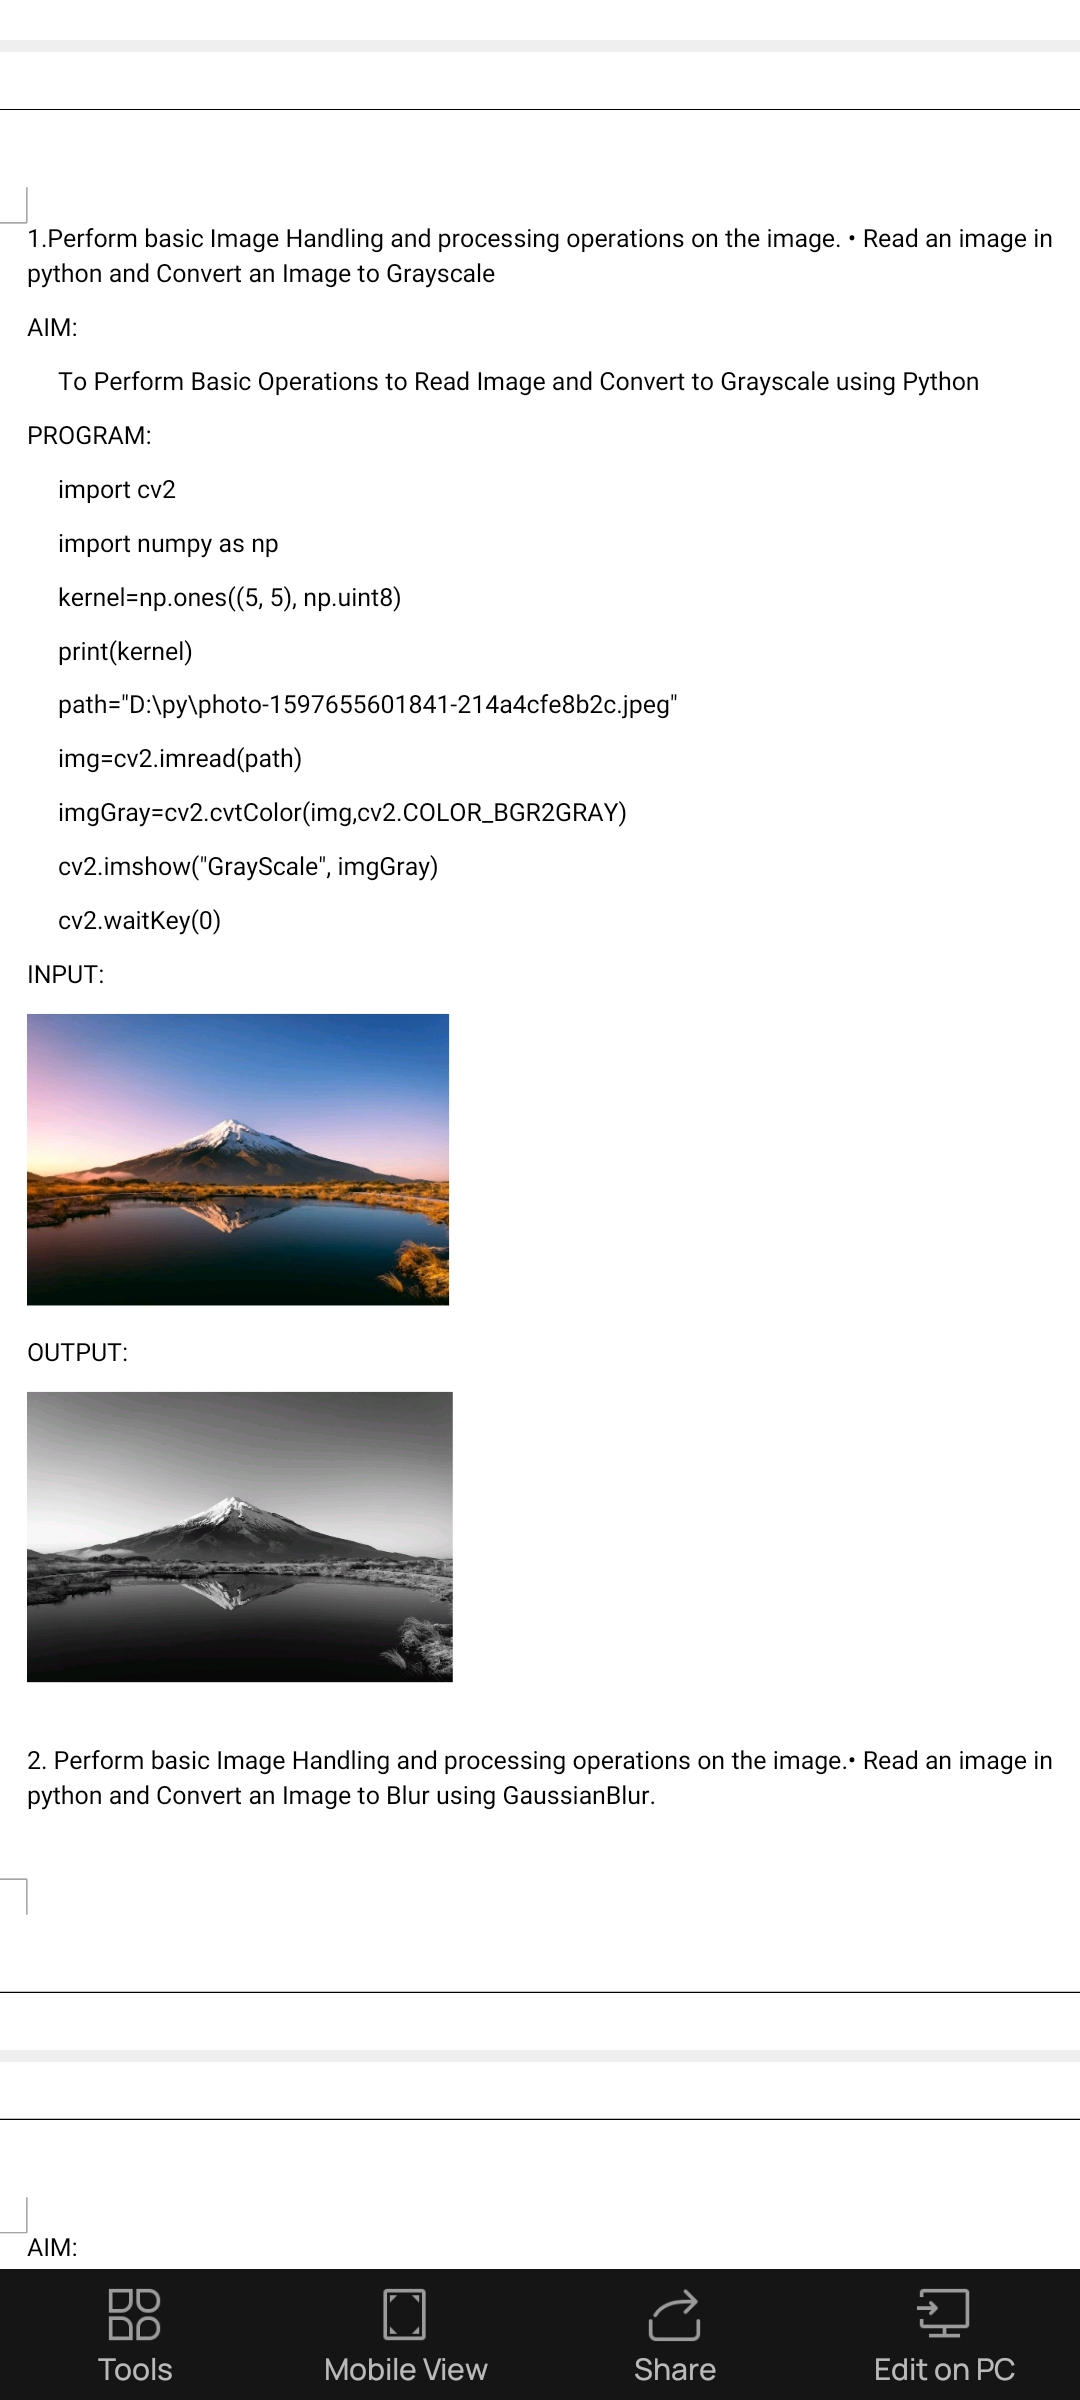 1.Perform basic Image Handling and processing operations on the image. • Read an image in
python and Convert an Image to Grayscale
AIM:
To Perform Basic Operations to Read Image and Convert to Grayscale using Python
PROGRAM:
import cv2
import numpy as np
kernel=np.ones((5, 5), np.uint8)
print(kernel)
path="D:\py\photo-1597655601841-214a4cfe8b2c.jpeg"
img=cv2.imread(path)
imgGray=cv2.cvtColor(img,cv2.COLOR_BGR2GRAY)
cv2.imshow("GrayScale", imgGray)
cv2.waitKey(0)
INPUT:
OUTPUT:
2. Perform basic Image Handling and processing operations on the image.• Read an image in
python and Convert an Image to Blur using GaussianBlur.
AIM:
Tools
Mobile View
Share
Edit on PC